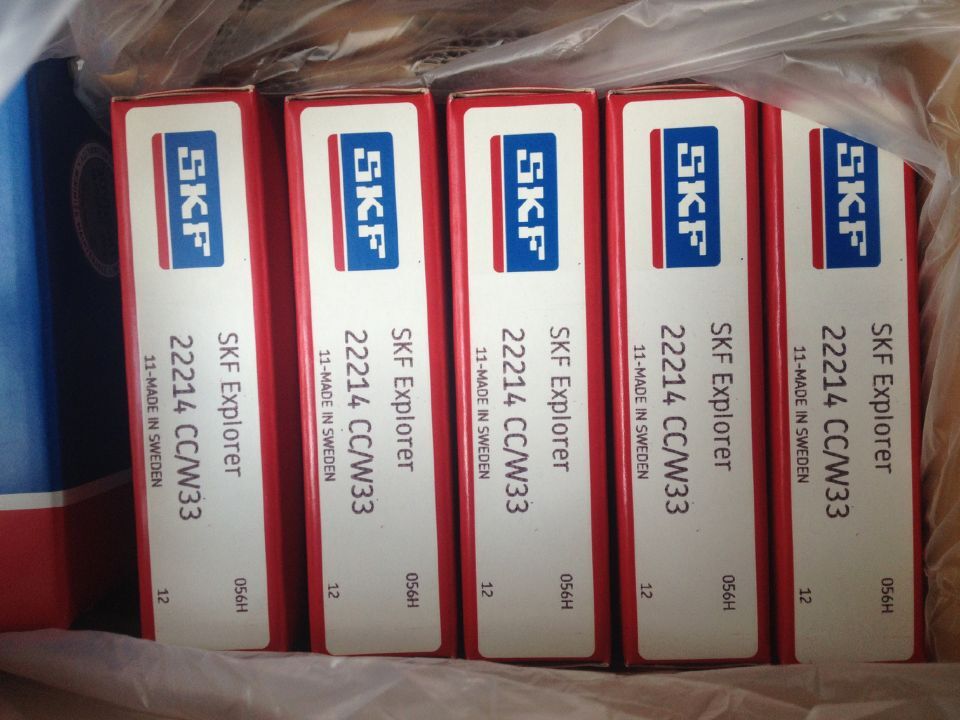 SKF
SKF Explorer
22214 CC/W33
11-MADE IN SWEDEN
056H
12
SKF
SKF Explorer
22214 CC/W33
11-MADE IN SWEDEN
056H
12
SKF
SKF Explorer
22214 CC/W33
11-MADE IN SWEDEN
056H
12
SKF
SKF Explorer
22214 CC/W33
11-MADE IN SWEDEN
056H
12
SKF
SKF Explorer
22214 CC/W33
11-MADE IN SWEDEN
056H
12